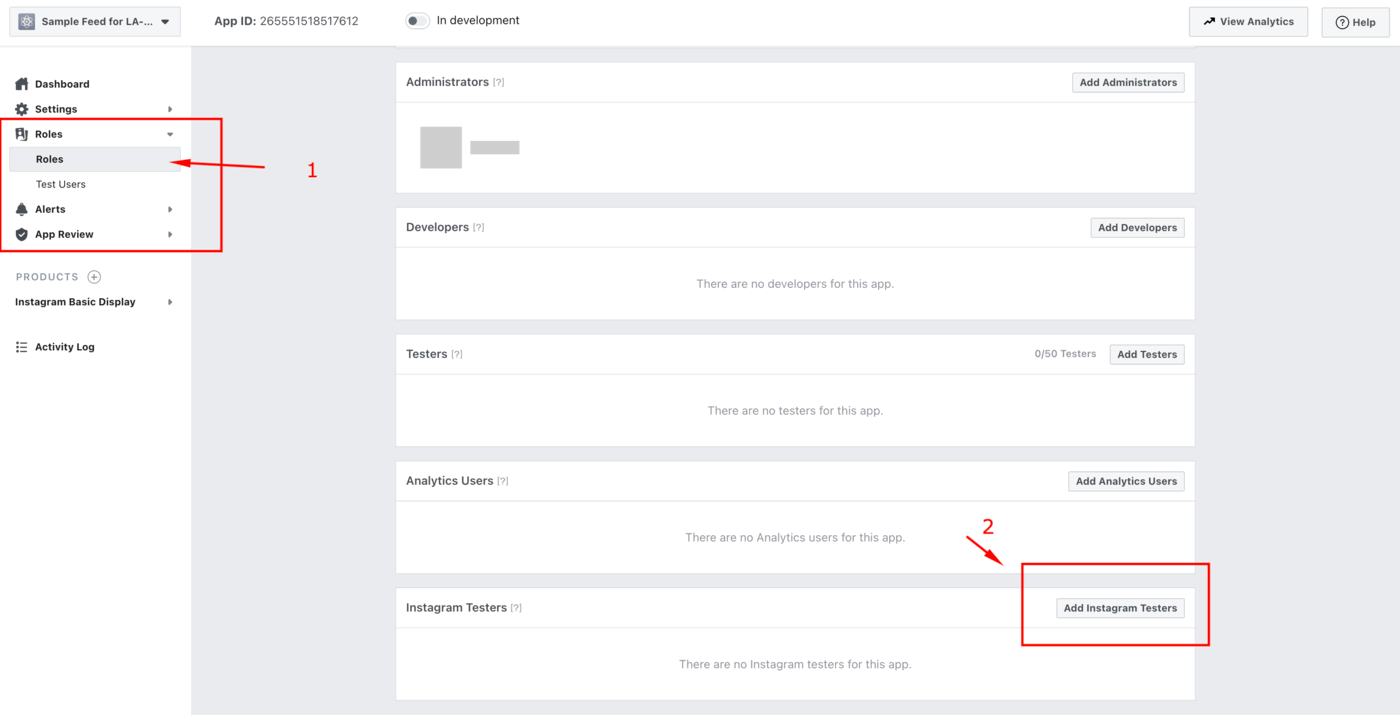 Sample Feed for LA-...
App ID: 265551518517612
In development
View Analytics
Help
Dashboard
Settings
Roles
Roles
Test Users
Alerts
App Review
PRODUCTS
Instagram Basic Display
Activity Log
1
Administrators [?]
Add Administrators
Developers [?]
Add Developers
There are no developers for this app.
Testers [?]
0/50 Testers
Add Testers
There are no testers for this app.
Analytics Users [?]
Add Analytics Users
There are no Analytics users for this app.
2
Instagram Testers [?]
Add Instagram Testers
There are no Instagram testers for this app.